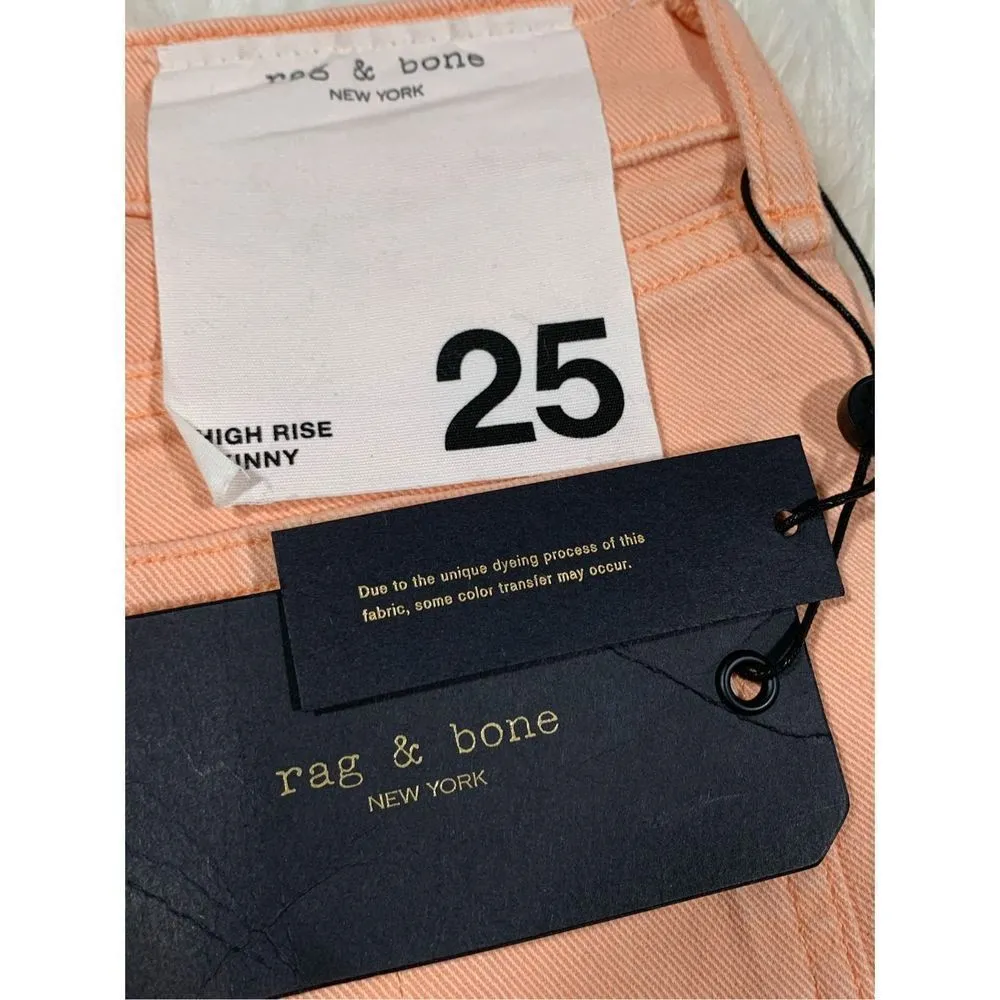 rag & bone
NEW YORK
25
HIGH RISE
INNY
Due to the unique dyeing process of this
fabric, some color transfer may occur.
rag & bone
NEW YORK